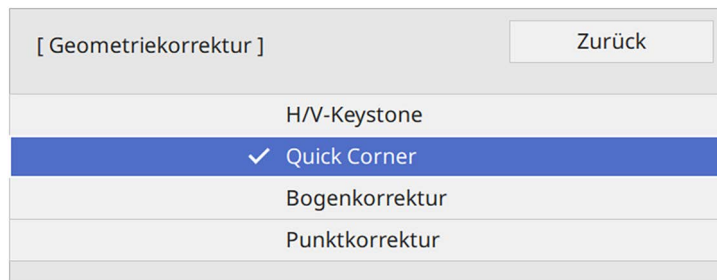 [ Geometriekorrektur ]
Zurück
H/V-Keystone
Quick Corner
Bogenkorrektur
Punktkorrektur